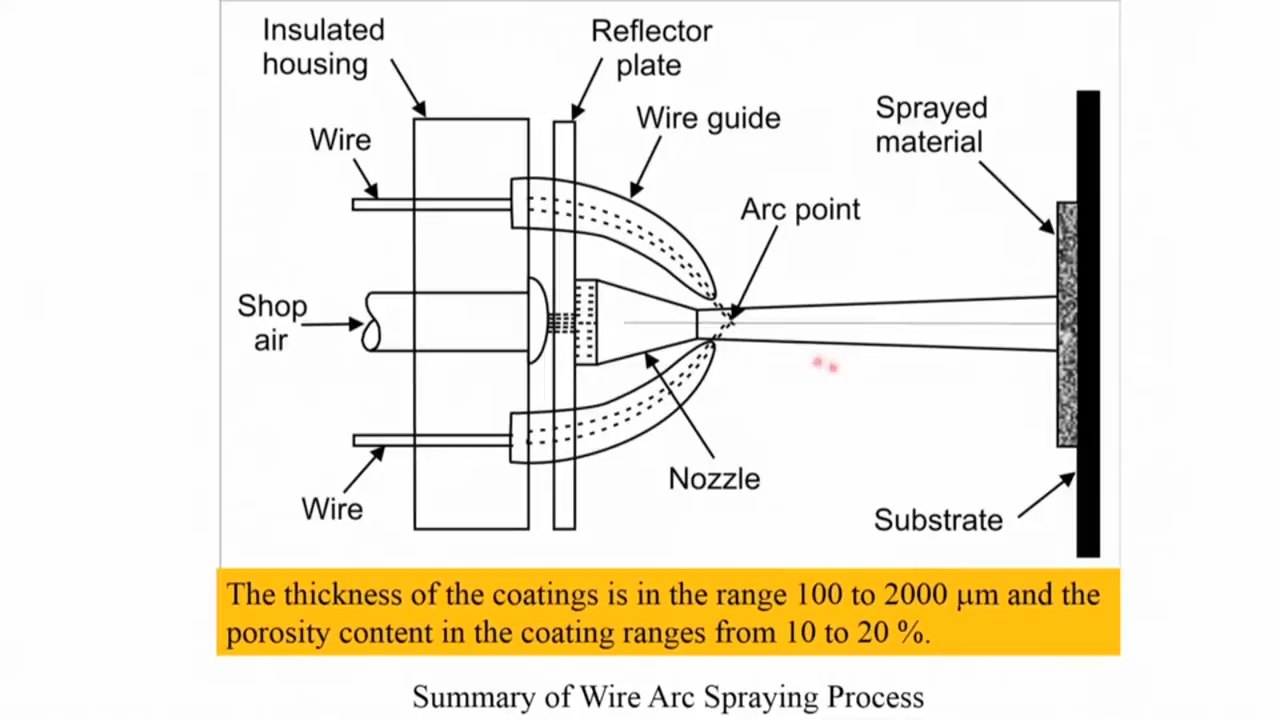 Insulated
housing
Reflector
plate
Wire guide
Sprayed
material
Wire
Arc point
Shop
air
Nozzle
Wire
Substrate
The thickness of the coatings is in the range 100 to 2000 μm and the
porosity content in the coating ranges from 10 to 20 %.
Summary of Wire Arc Spraying Process